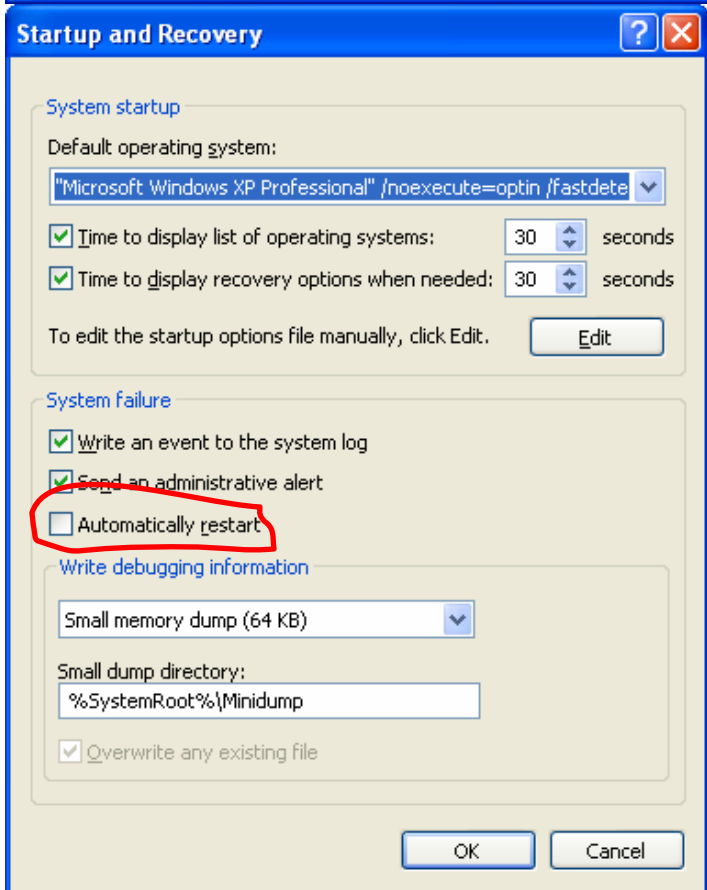 Startup and Recovery
System startup
Default operating system:
"Microsoft Windows XP Professional" /noexecute=optin /fastdete
Time to display list of operating systems: 30 seconds
Time to display recovery options when needed: 30 seconds
To edit the startup options file manually, click Edit. Edit
System failure
Write an event to the system log
Send an administrative alert
Automatically restart
Write debugging information
Small memory dump (64 KB)
Small dump directory:
%SystemRoot%\Minidump
Overwrite any existing file
OK Cancel